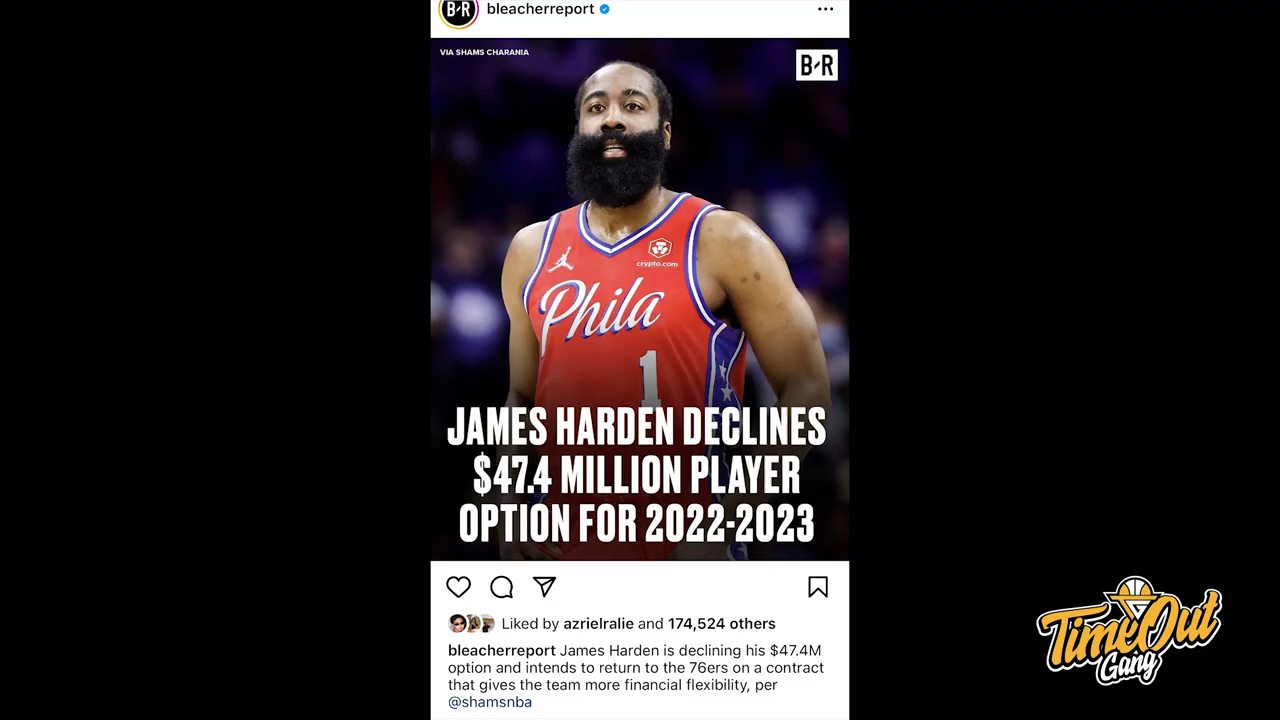 B·R bleacherreport
VIA SHAMS CHARANIA
B·R
crypto.com
Phila
1
JAMES HARDEN DECLINES
$47.4 MILLION PLAYER
OPTION FOR 2022-2023
Liked by azrielralie and 174,524 others
bleacherreport James Harden is declining his $47.4M
option and intends to return to the 76ers on a contract
that gives the team more financial flexibility, per
@shamsnba
TimeOut
Gang